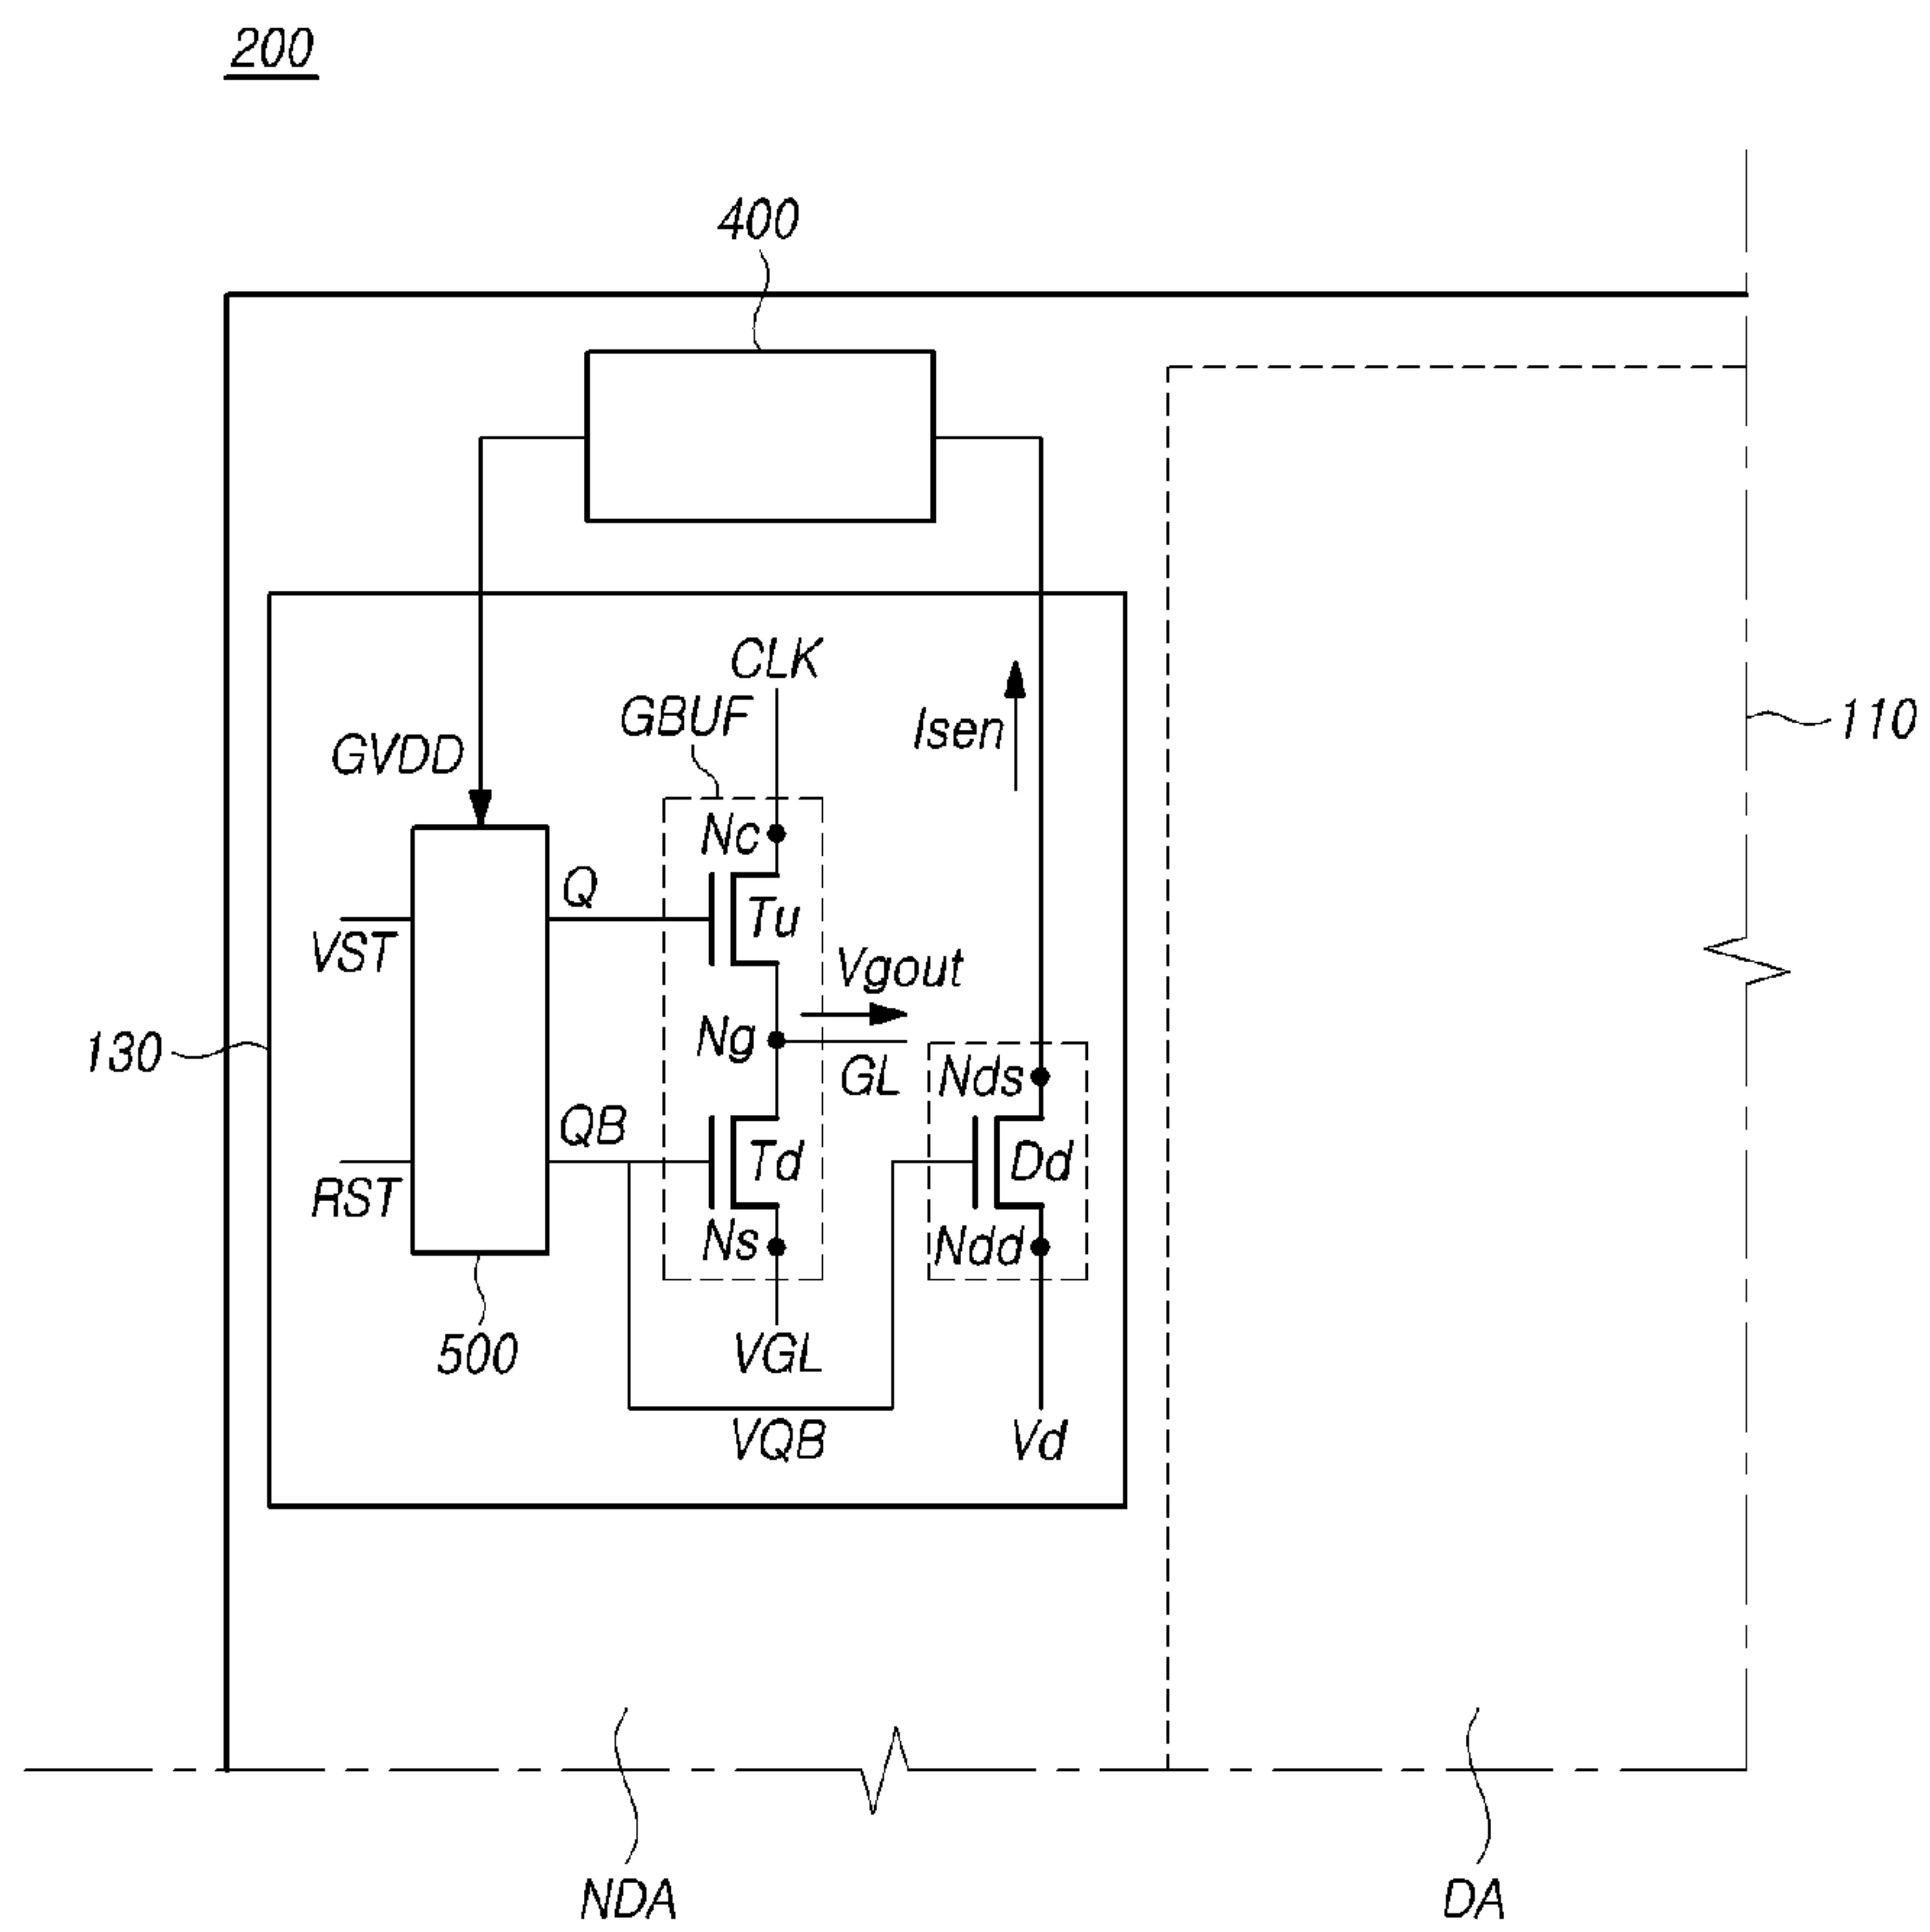 200
400
CLK
GBUF
Isen
110
GVDD
Nc
Q
Tu
VST
Vgout
130
Ng
GL
Nds
QB
Td
Dd
RST
Ns
Ndd
500
VGL
VQB
Vd
NDA
DA